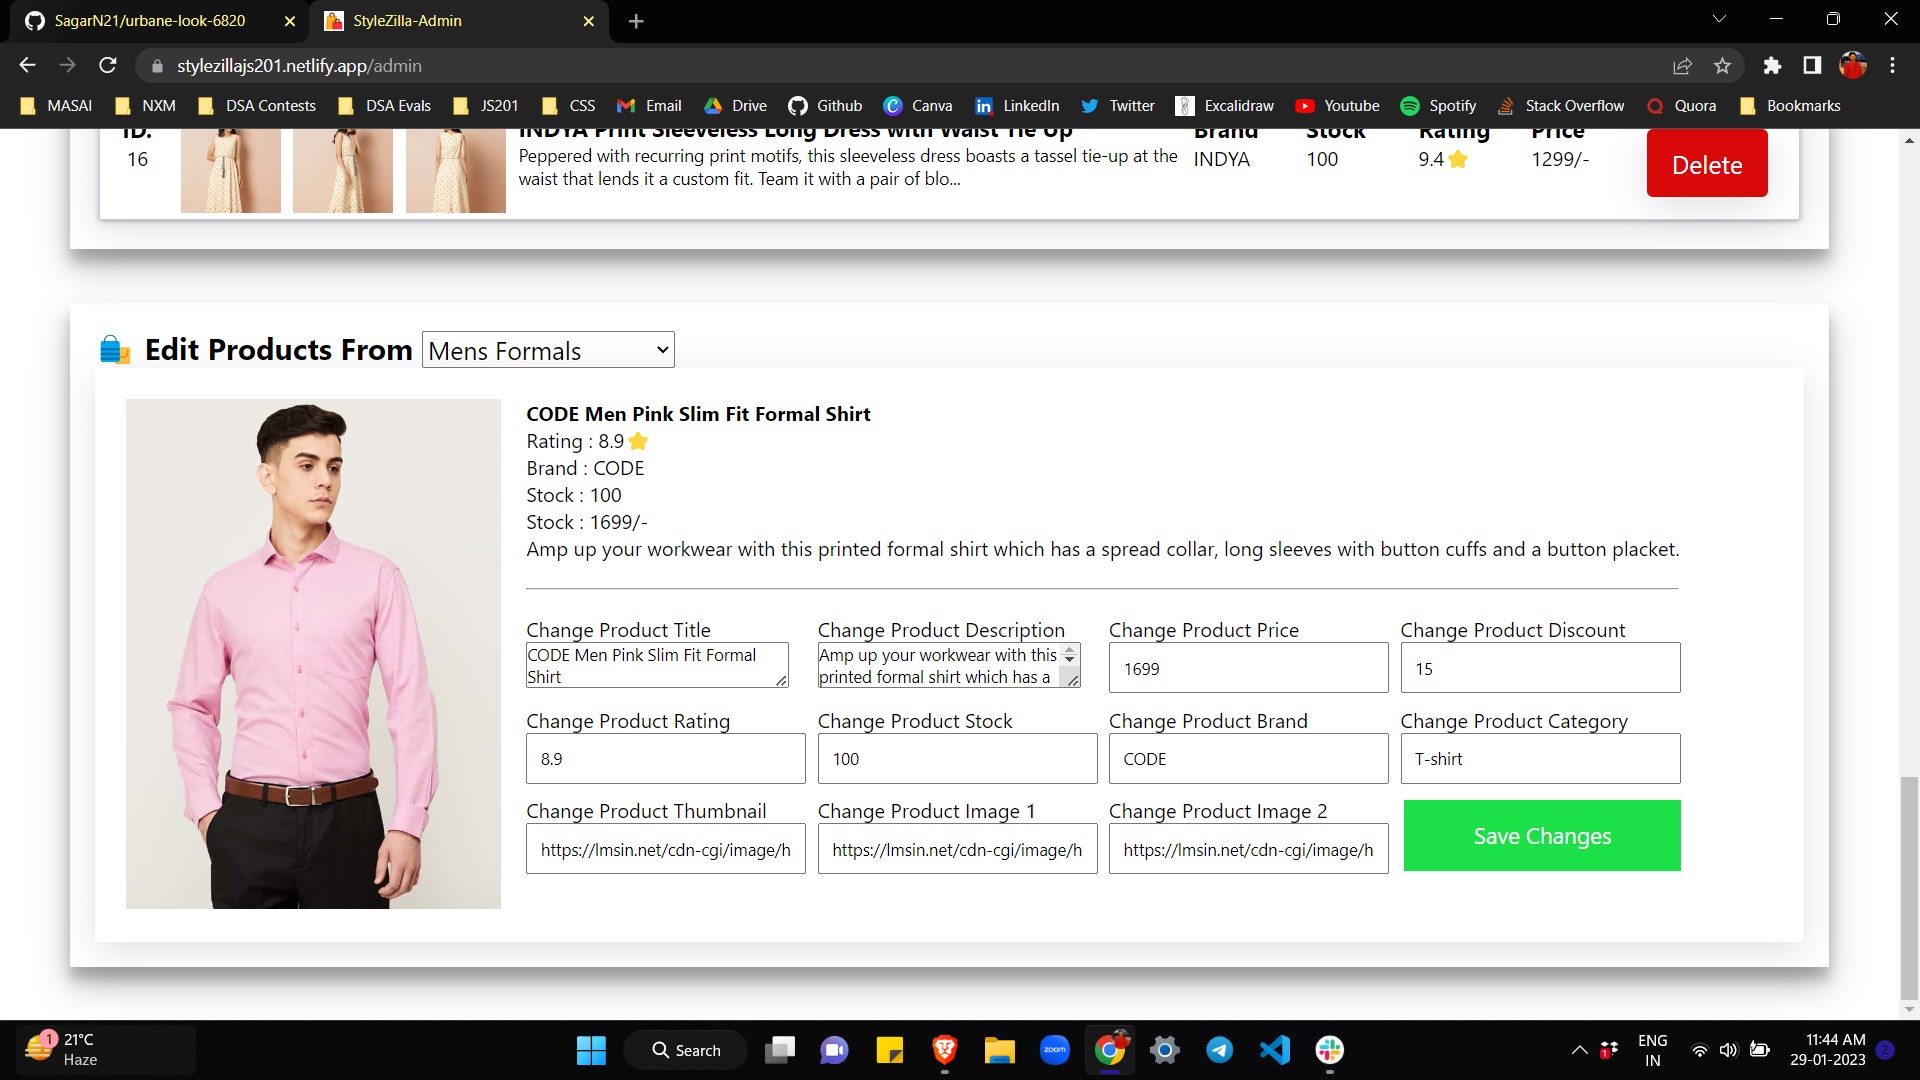 SagarN21/urbane-look-6820
StyleZilla-Admin
stylezillajs201.netlify.app/admin
MASAI NXM DSA Contests DSA Evals JS201 CSS Email Drive Github Canva LinkedIn Twitter Excalidraw Youtube Spotify Stack Overflow Quora Bookmarks
ID. INDYA Print Sleeveless Long Dress with Waist Tie Up Brand Stock Rating Price
16 Peppered with recurring print motifs, this sleeveless dress boasts a tassel tie-up at the INDYA 100 9.4 1299/- Delete
waist that lends it a custom fit. Team it with a pair of blo...
Edit Products From Mens Formals
CODE Men Pink Slim Fit Formal Shirt
Rating : 8.9
Brand : CODE
Stock : 100
Stock : 1699/-
Amp up your workwear with this printed formal shirt which has a spread collar, long sleeves with button cuffs and a button placket.
Change Product Title Change Product Description Change Product Price Change Product Discount
CODE Men Pink Slim Fit Formal Amp up your workwear with this 1699 15
Shirt printed formal shirt which has a
Change Product Rating Change Product Stock Change Product Brand Change Product Category
8.9 100 CODE T-shirt
Change Product Thumbnail Change Product Image 1 Change Product Image 2
https://lmsin.net/cdn-cgi/image/h https://lmsin.net/cdn-cgi/image/h https://lmsin.net/cdn-cgi/image/h Save Changes
1 21°C
Haze
Search
zoom
1
ENG
IN
11:44 AM
29-01-2023
2